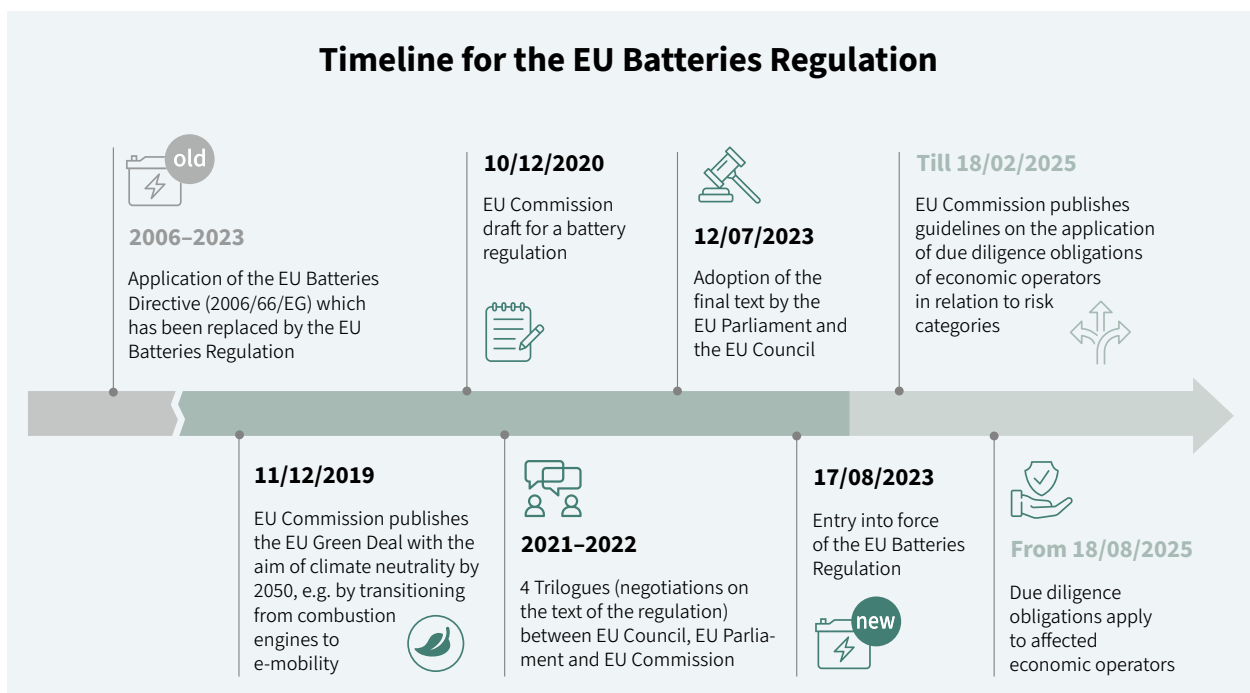 Timeline for the EU Batteries Regulation
old
2006–2023
Application of the EU Batteries
Directive (2006/66/EG) which
has been replaced by the EU
Batteries Regulation
10/12/2020
EU Commission
draft for a battery
regulation
12/07/2023
Adoption of the
final text by the
EU Parliament and
the EU Council
Till 18/02/2025
EU Commission publishes
guidelines on the application
of due diligence obligations
of economic operators
in relation to risk
categories
11/12/2019
EU Commission publishes
the EU Green Deal with the
aim of climate neutrality by
2050, e.g. by transitioning
from combustion
engines to
e-mobility
2021–2022
4 Trilogues (negotiations on
the text of the regulation)
between EU Council, EU Parlia-
ment and EU Commission
17/08/2023
Entry into force
of the EU Batteries
Regulation
new
From 18/08/2025
Due diligence
obligations apply
to affected
economic operators